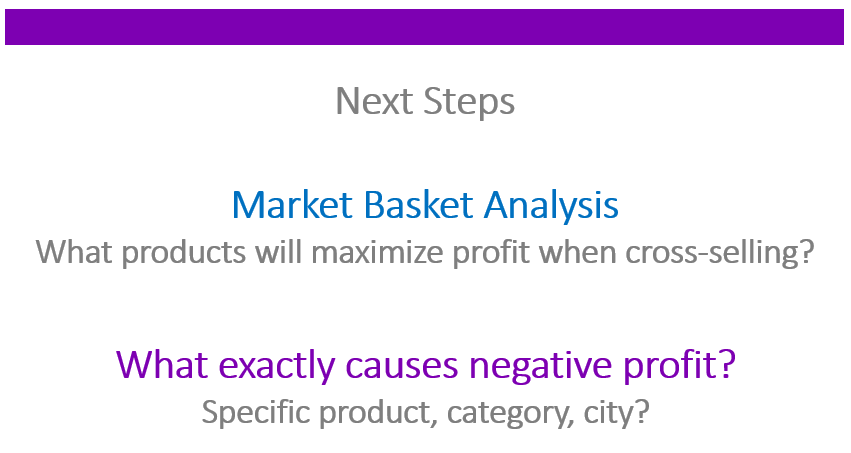 Next Steps
Market Basket Analysis
What products will maximize profit when cross-selling?
What exactly causes negative profit?
Specific product, category, city?